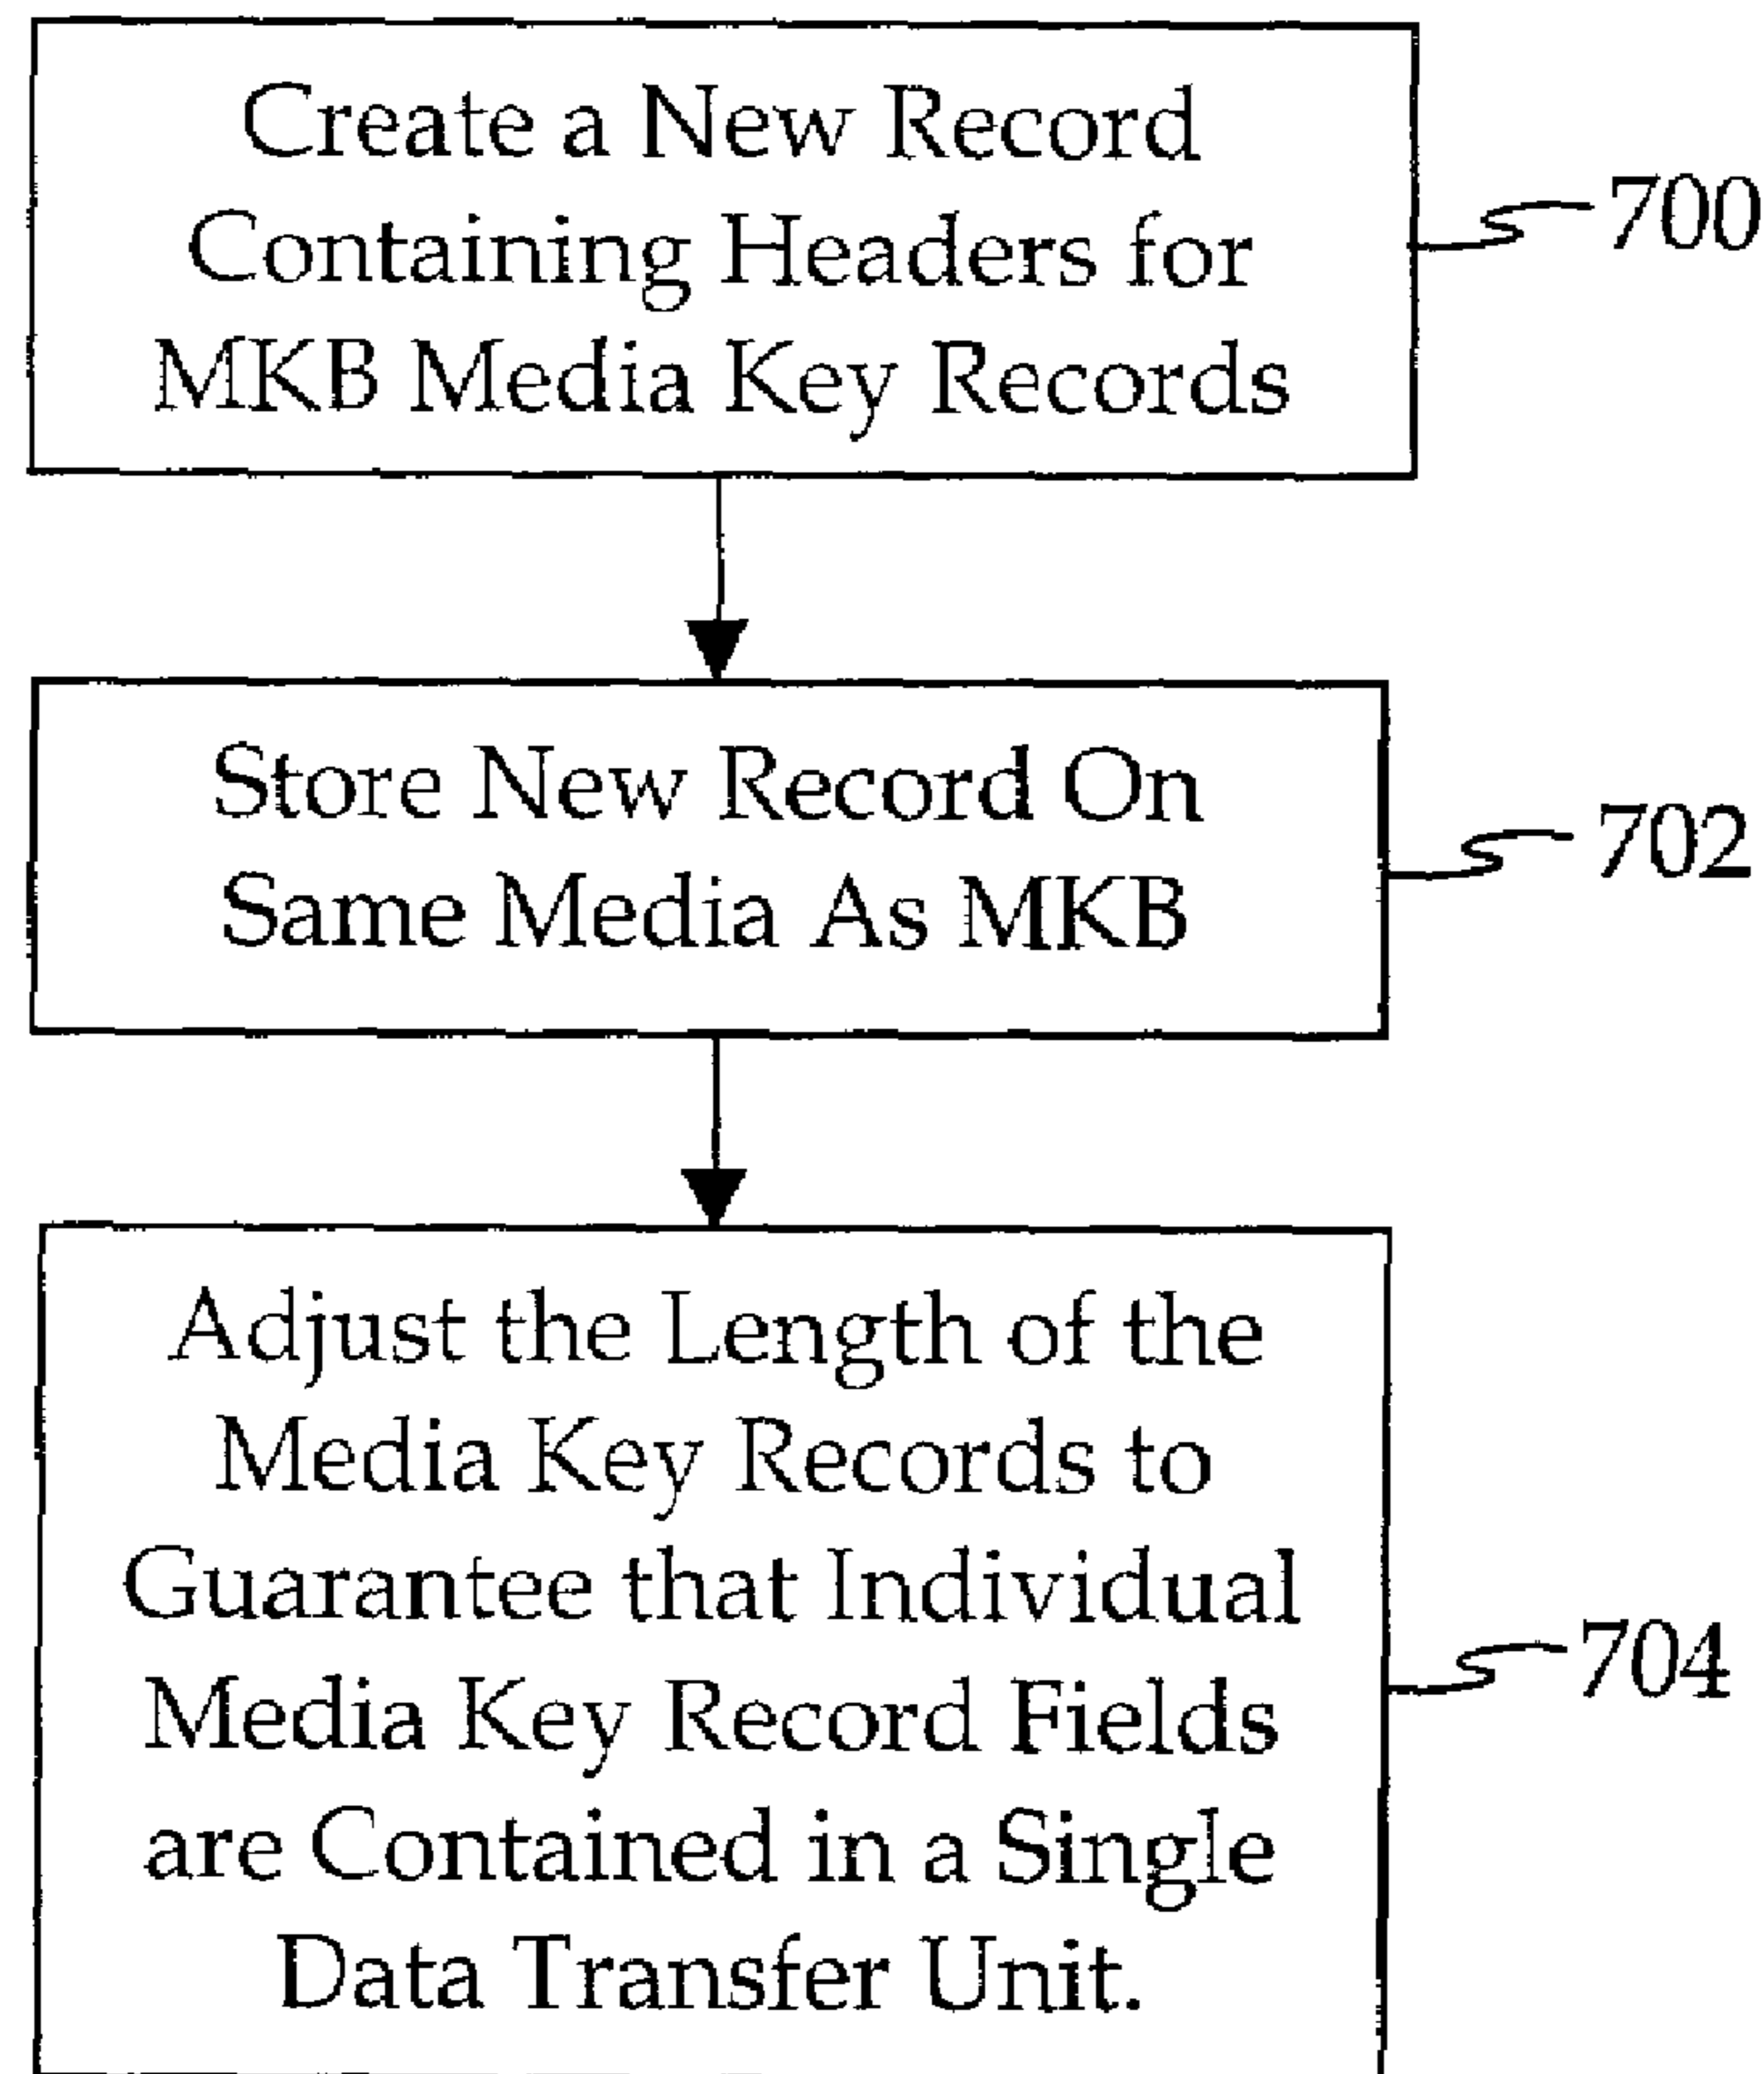 Create a New Record
Containing Headers for
MKB Media Key Records
700
Store New Record On
Same Media As MKB
702
Adjust the Length of the
Media Key Records to
Guarantee that Individual
Media Key Record Fields
are Contained in a Single
Data Transfer Unit.
704